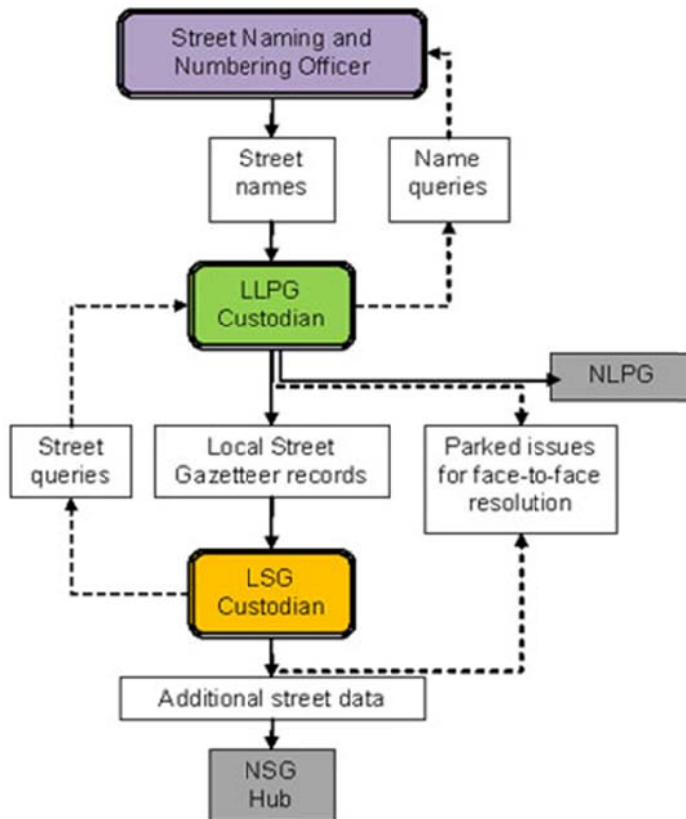 Street Naming and
Numbering Officer
Street
names
Name
queries
LLPG
Custodian
NLPG
Street
queries
Local Street
Gazetteer records
Parked issues
for face-to-face
resolution
LSG
Custodian
Additional street data
NSG
Hub